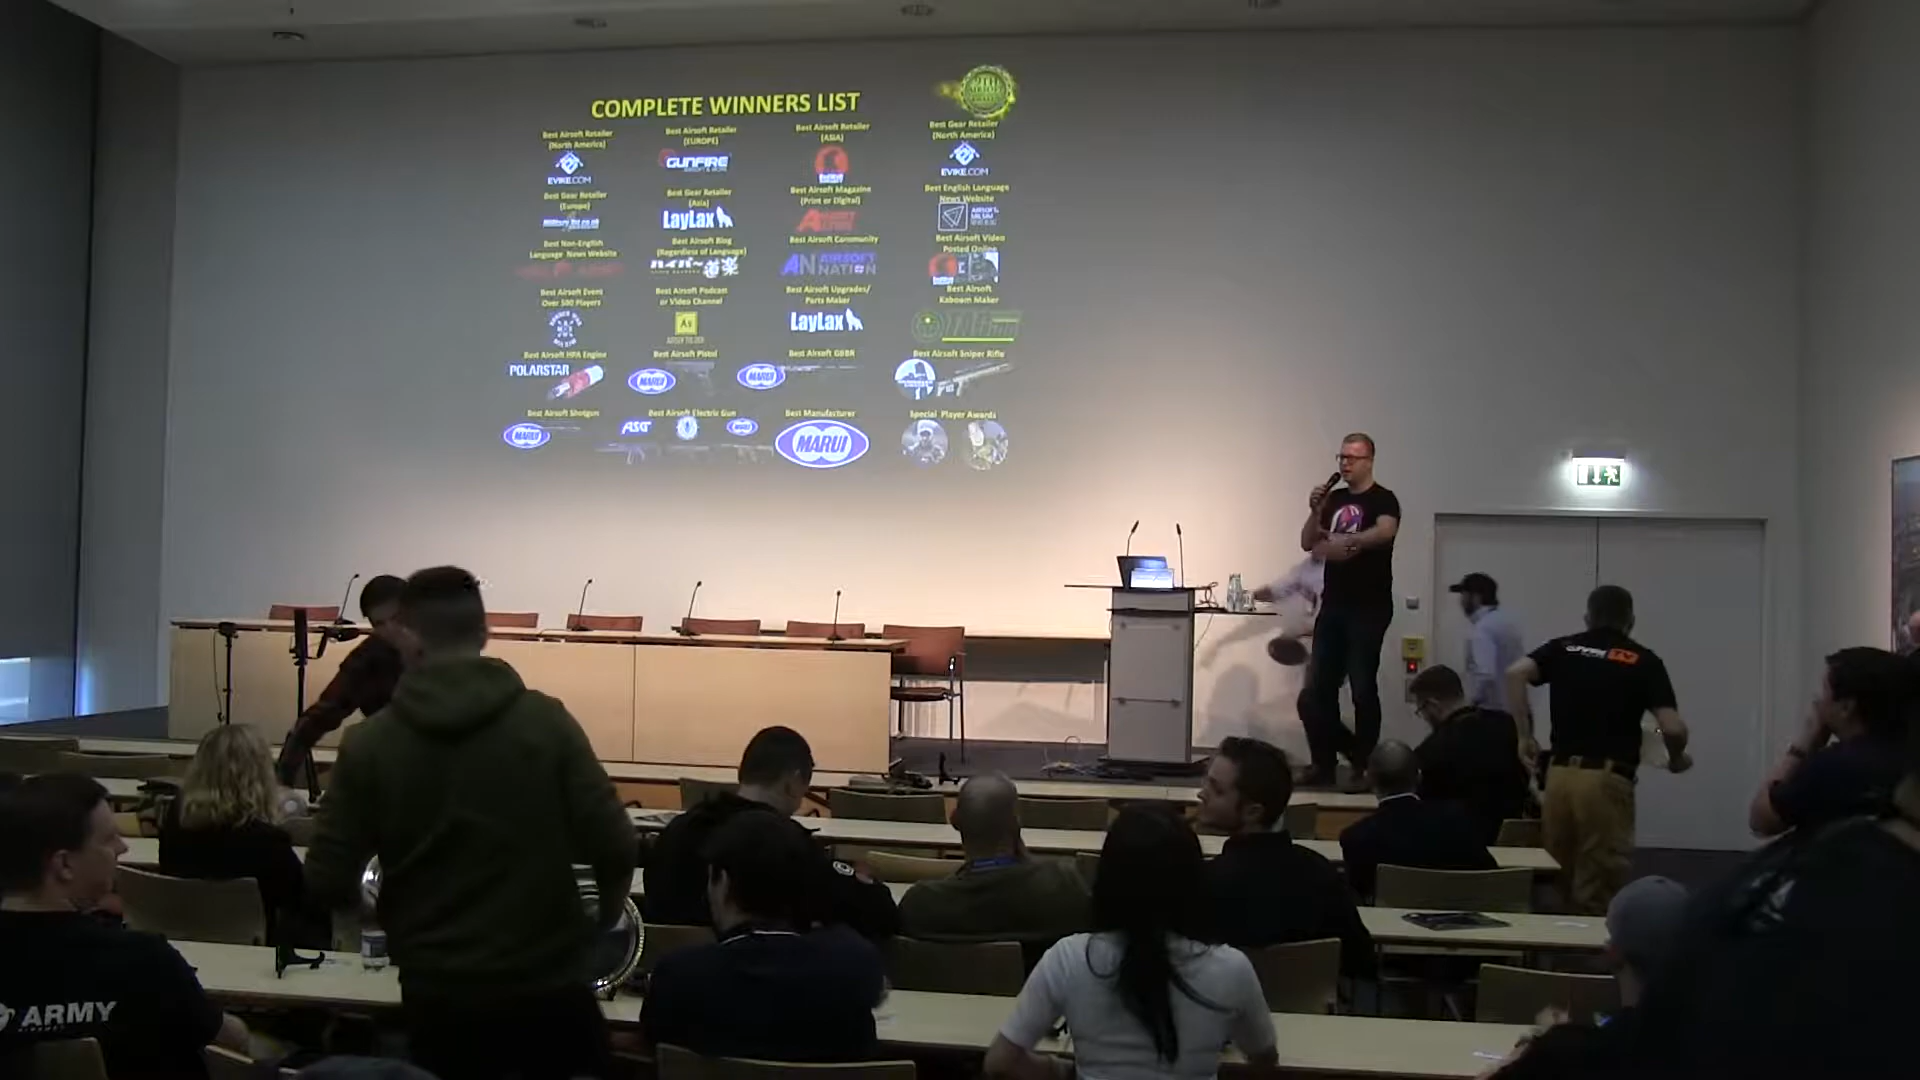 COMPLETE WINNERS LIST
Best Airsoft Retailer
(North America)
EVIKE.COM
Best Airsoft Retailer
(EUROPE)
GUNFIRE
Best Airsoft Retailer
(ASIA)
Best Gear Retailer
(North America)
EVIKE.COM
Best Gear Retailer
(Europe)
Best Gear Retailer
(Asia)
LayLax
Best Airsoft Magazine
(Print or Digital)
Best English Language
News Website
Best Non-English
Language News Website
Best Airsoft Blog
(Regardless of Language)
Best Airsoft Community
AN AIRSOFT
NATION
Best Airsoft Video
Posted Online
Best Airsoft Event
Over 500 Players
Best Airsoft Podcast
or Video Channel
Best Airsoft Upgrades/
Parts Maker
LayLax
Best Airsoft
Kaboom Maker
Best Airsoft HPA Engine
POLARSTAR
Best Airsoft Pistol
MARUI
Best Airsoft GBBR
MARUI
Best Airsoft Sniper Rifle
Best Airsoft Shotgun
MARUI
Best Airsoft Electric Gun
ASG
MARUI
Best Manufacturer
MARUI
Special Player Awards
EVIKE TV
ARMY